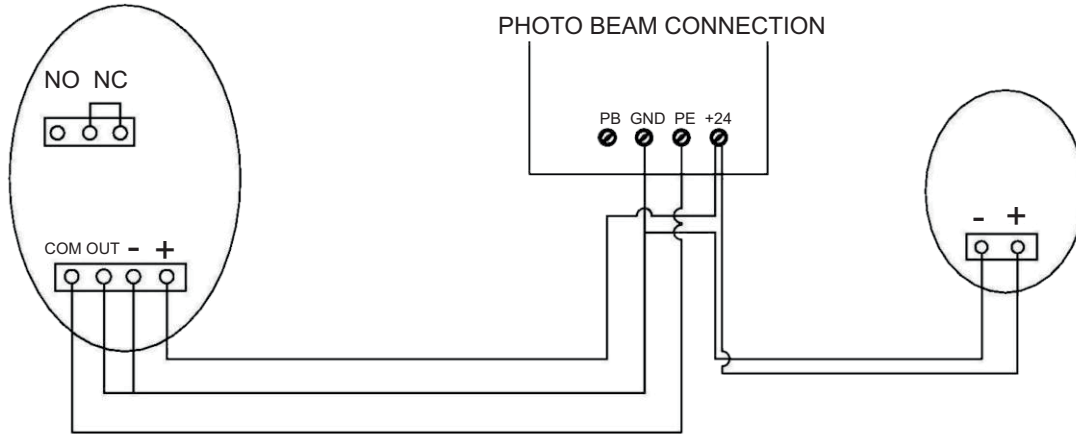 PHOTO BEAM CONNECTION
NO NC
PB GND PE +24
- +
COM OUT - +